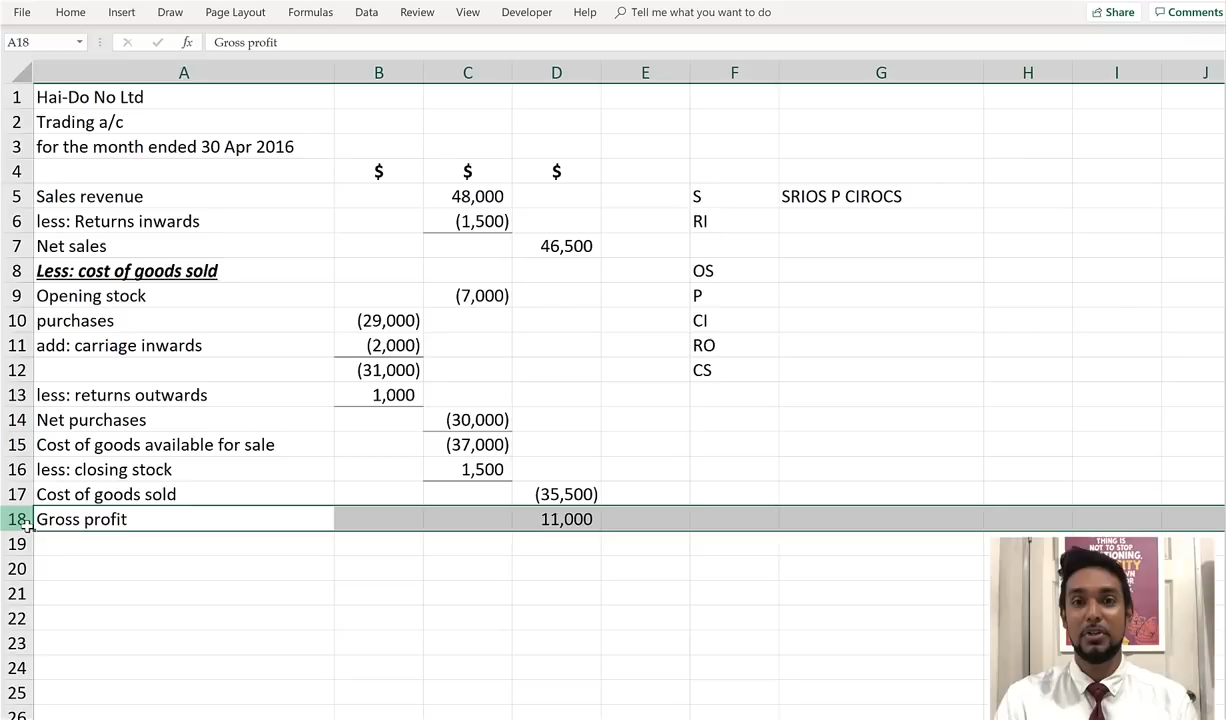 File Home Insert Draw Page Layout Formulas Data Review View Developer Help Tell me what you want to do Share Comments
A18 fx Gross profit
A B C D E F G H I J
1 Hai-Do No Ltd
2 Trading a/c
3 for the month ended 30 Apr 2016
4 $ $ $
5 Sales revenue 48,000 S SRIOS P CIROCS
6 less: Returns inwards (1,500) RI
7 Net sales 46,500
8 Less: cost of goods sold OS
9 Opening stock (7,000) P
10 purchases (29,000) CI
11 add: carriage inwards (2,000) RO
12 (31,000) CS
13 less: returns outwards 1,000
14 Net purchases (30,000)
15 Cost of goods available for sale (37,000)
16 less: closing stock 1,500
17 Cost of goods sold (35,500)
18 Gross profit 11,000
19
20
21
22
23
24
25
26
THING IS
NOT TO STOP